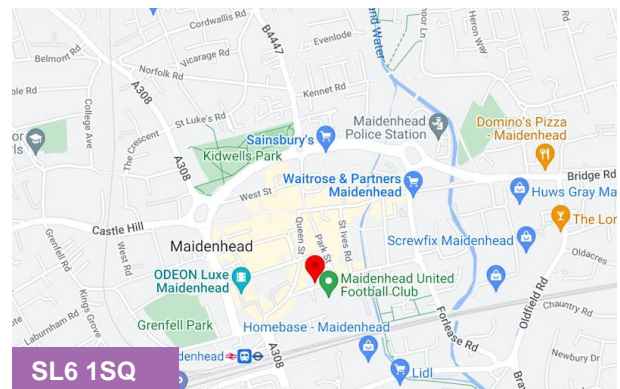 Cordwallis Rd
Evenlode
Heron Way
B4447
Belmont Rd
Vicarage Rd
Norfolk Rd
A308
Kennet Rd
College Ave
St Luke's Rd
The Crescent
A308
Sainsbury's
Kidwells Park
Maidenhead
Police Station
Domino's Pizza
- Maidenhead
Bridge Rd
Waitrose & Partners
Maidenhead
West St
Huws Gray Ma
Castle Hill
The Lor
Grenfell Rd
West Rd
Maidenhead
Queen St
Park St
St Ives Rd
Screwfix Maidenhead
Oldacres
ODEON Luxe
Maidenhead
Maidenhead United
Football Club
Kings Grove
Oldfield Rd
Chauntry Rd
Laburnham Rd
Grenfell Park
Homebase - Maidenhead
Forlease Rd
A308
Newbury Dr
Lidl
SL6 1SQ